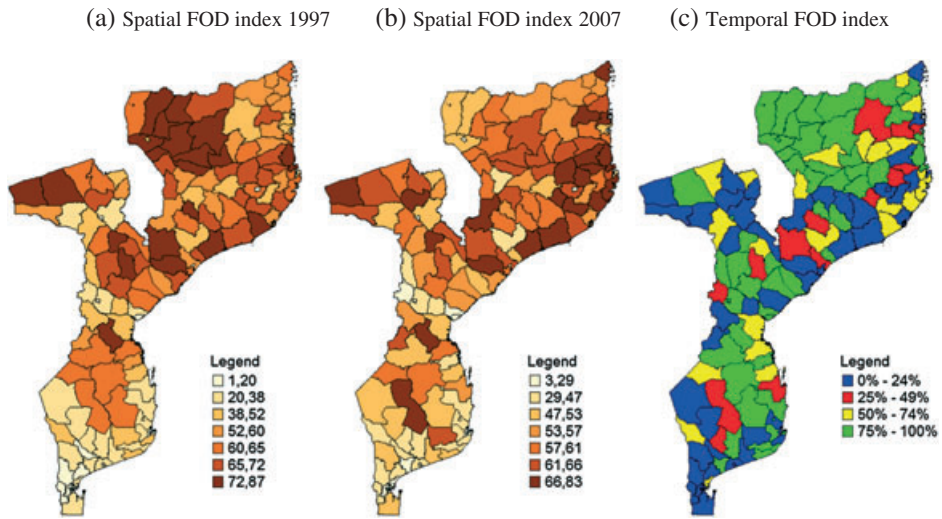 (a) Spatial FOD index 1997
(b) Spatial FOD index 2007
(c) Temporal FOD index
Legend
1,20
20,38
38,52
52,60
60,65
65,72
72,87
Legend
3,29
29,47
47,53
53,57
57,61
61,66
66,83
Legend
0% - 24%
25% - 49%
50% - 74%
75% - 100%